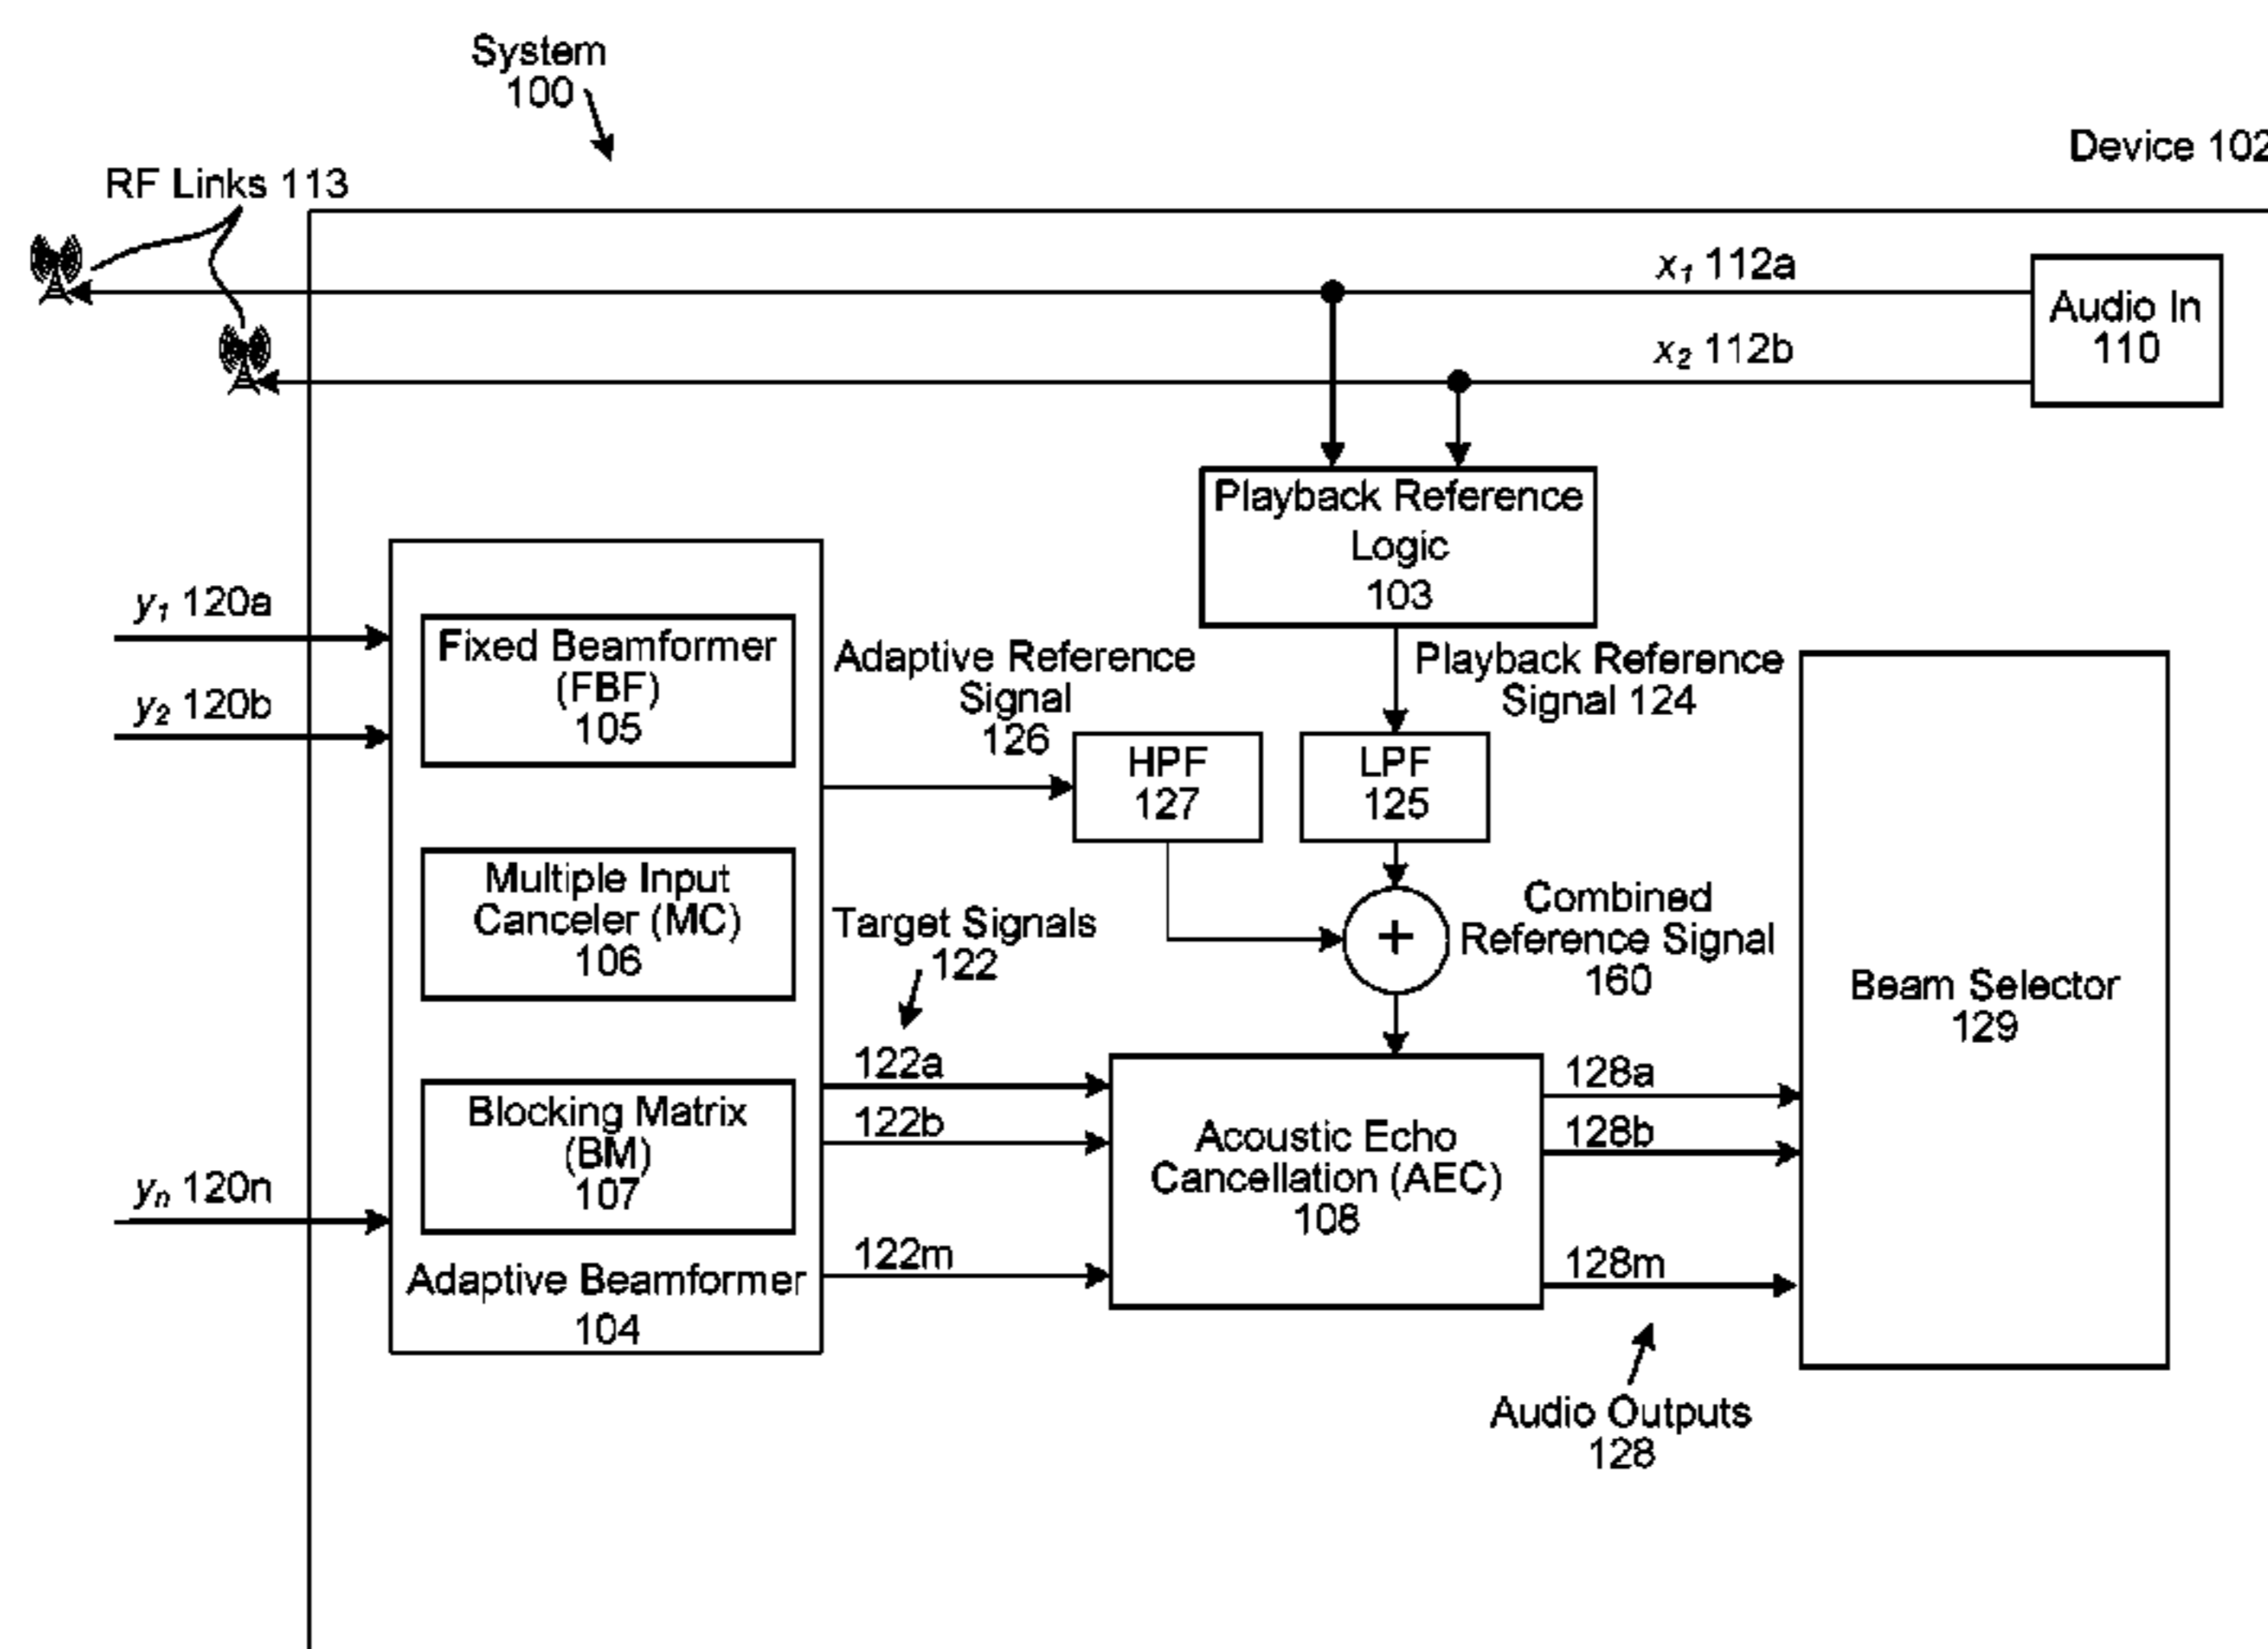 System
100
Device 102
RF Links 113
x1 112a
Audio In
110
x2 112b
Playback Reference
Logic
103
y1 120a
y2 120b
yn 120n
Fixed Beamformer
(FBF)
105
Multiple Input
Canceler (MC)
106
Blocking Matrix
(BM)
107
Adaptive Beamformer
104
Adaptive Reference
Signal
126
Playback Reference
Signal 124
HPF
127
LPF
125
+
Combined
Reference Signal
160
Target Signals
122
122a
122b
122m
Acoustic Echo
Cancellation (AEC)
108
128a
128b
128m
Audio Outputs
128
Beam Selector
129